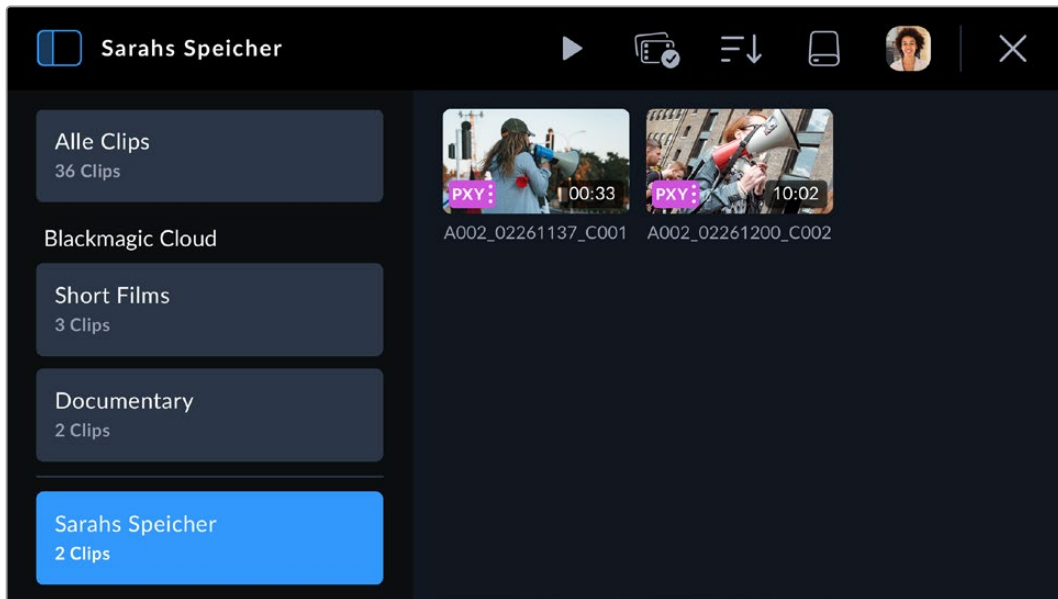 Sarahs Speicher
Alle Clips
36 Clips
Blackmagic Cloud
Short Films
3 Clips
Documentary
2 Clips
Sarahs Speicher
2 Clips
PXY
00:33
PXY
10:02
A002_02261137_C001
A002_02261200_C002